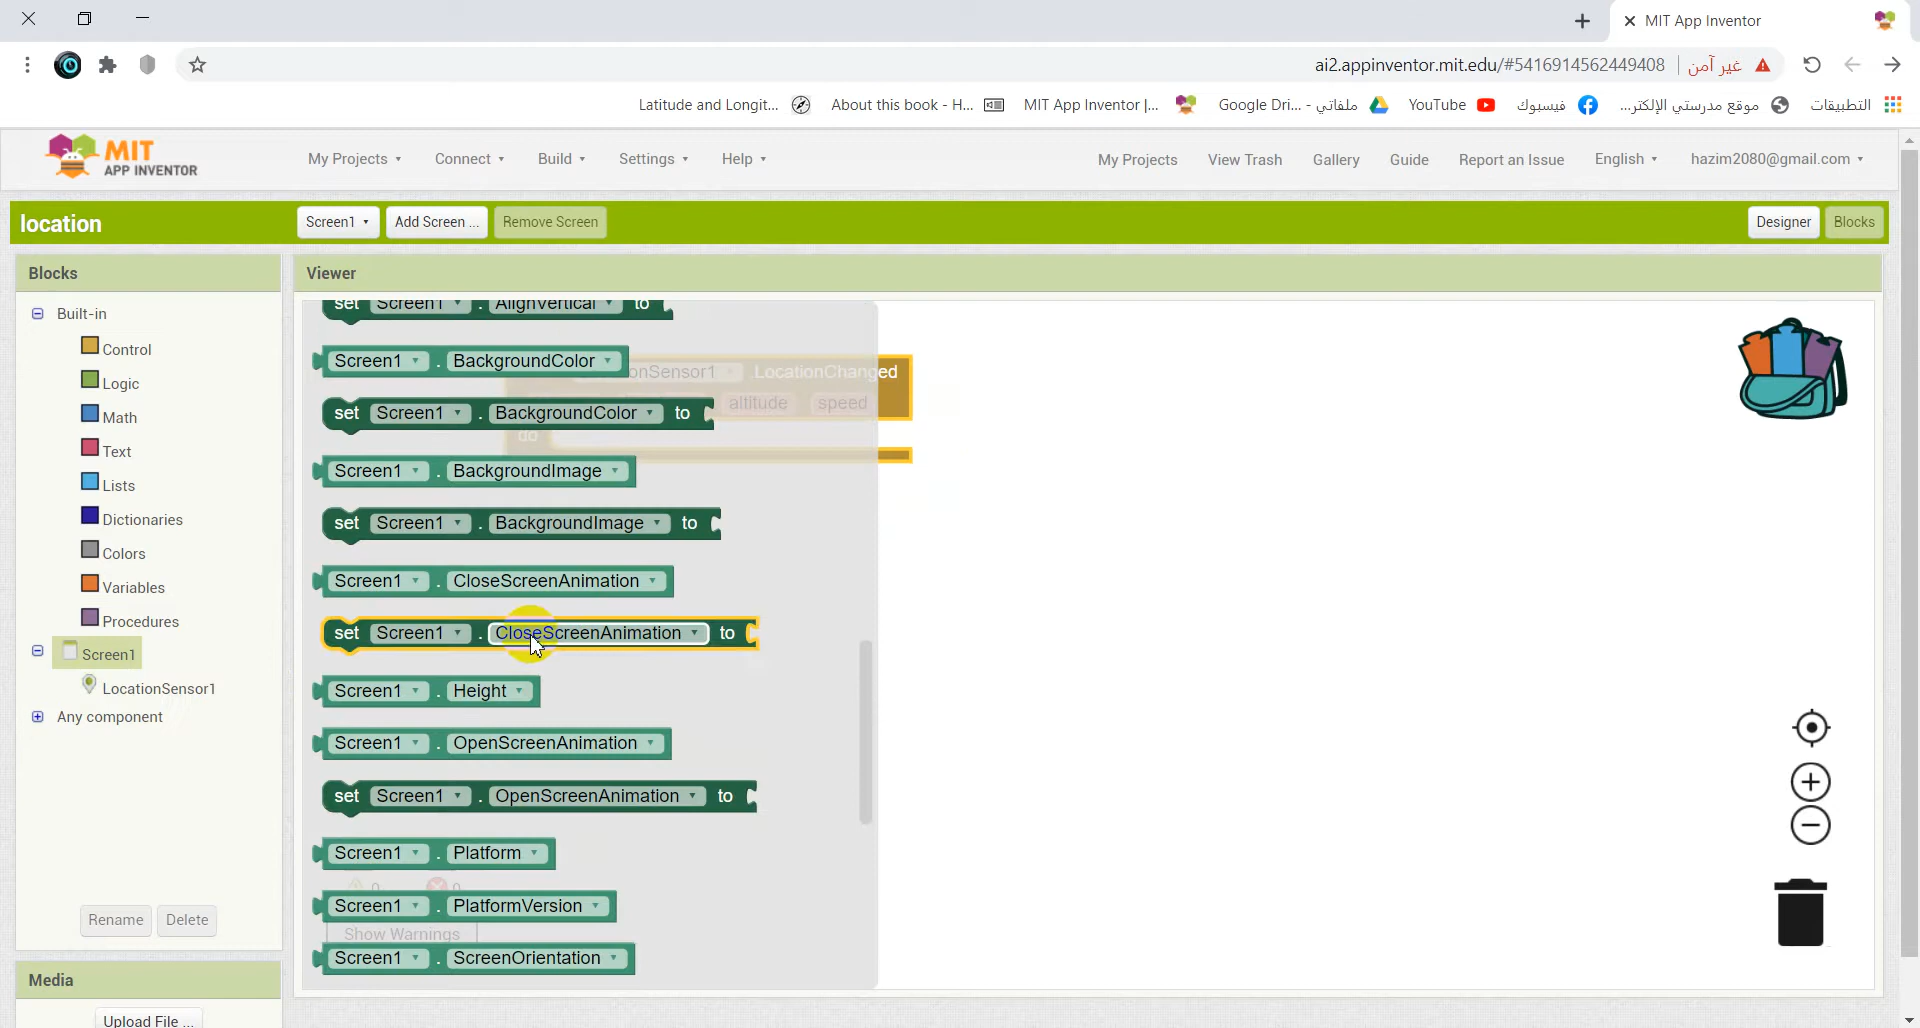 MIT App Inventor
ai2.appinventor.mit.edu/#5416914562449408 غير آمن
التطبيقات
موقع مدرستي الإلكتر...
فيسبوك
YouTube
ملفاتي - Google Dri...
MIT App Inventor |...
About this book - H...
Latitude and Longit...
MIT
APP INVENTOR
My Projects Connect Build Settings Help My Projects View Trash Gallery Guide Report an Issue English hazim2080@gmail.com
location Screen1 Add Screen ... Remove Screen Designer Blocks
Blocks
Built-in
Control
Logic
Math
Text
Lists
Dictionaries
Colors
Variables
Procedures
Screen1
LocationSensor1
Any component
Rename Delete
Media
Upload File ...
Viewer
set Screen1 . AlignVertical to
Screen1 . BackgroundColor
onSensor1 .LocationChanged
altitude speed
do
set Screen1 . BackgroundColor to
Screen1 . BackgroundImage
set Screen1 . BackgroundImage to
Screen1 . CloseScreenAnimation
set Screen1 . CloseScreenAnimation to
Screen1 . Height
Screen1 . OpenScreenAnimation
set Screen1 . OpenScreenAnimation to
Screen1 . Platform
0 0
Screen1 . PlatformVersion
Show Warnings
Screen1 . ScreenOrientation